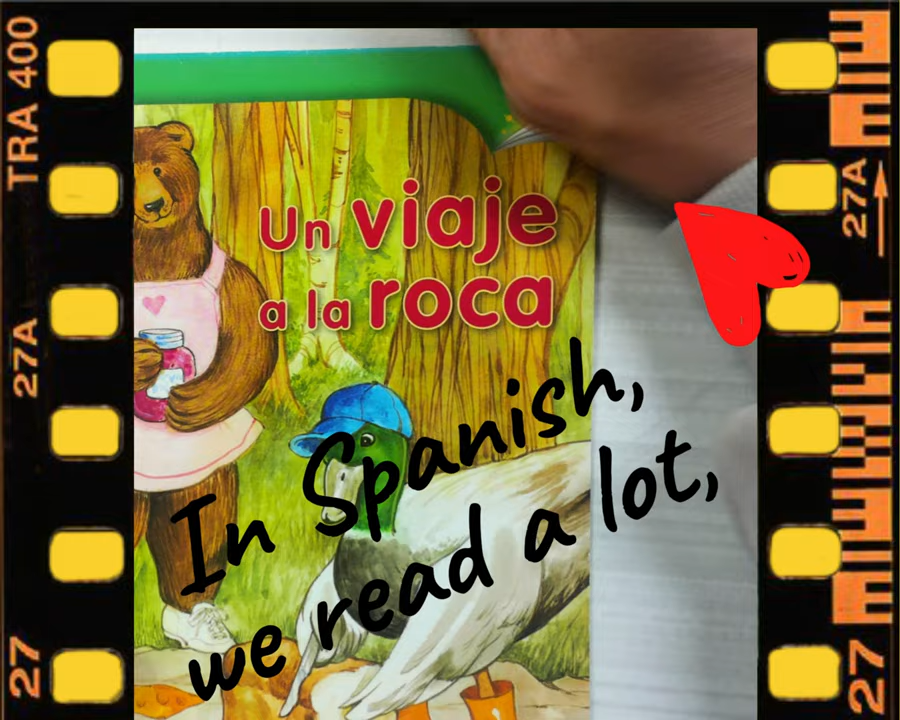 TRA 400
27A
27
Un viaje
a la roca
In Spanish,
we read a lot,
27A
27